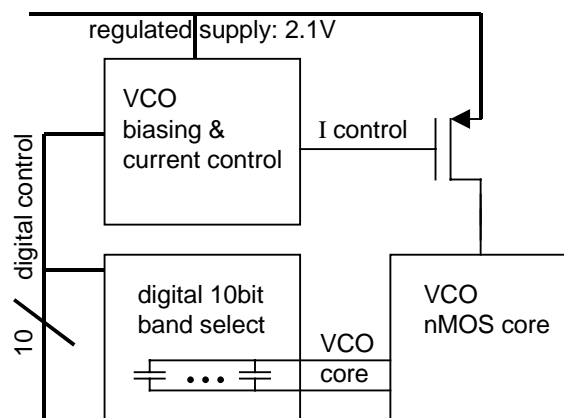 regulated supply: 2.1V
VCO
biasing &
current control
I control
digital control
10
digital 10bit
band select
VCO
core
VCO
nMOS core